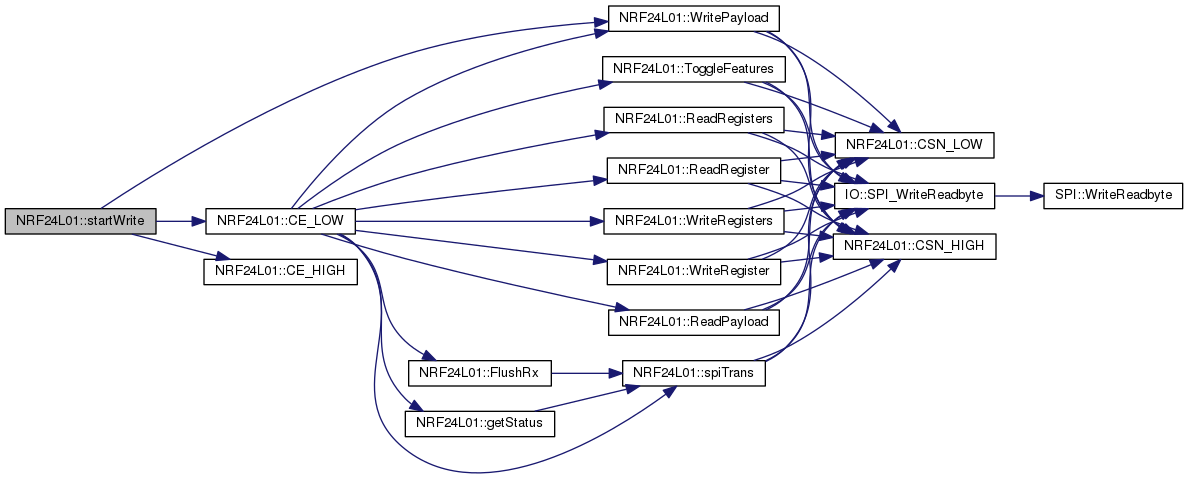 NRF24L01::startWrite
NRF24L01::CE_LOW
NRF24L01::CE_HIGH
NRF24L01::WritePayload
NRF24L01::ToggleFeatures
NRF24L01::ReadRegisters
NRF24L01::ReadRegister
NRF24L01::WriteRegisters
NRF24L01::WriteRegister
NRF24L01::ReadPayload
NRF24L01::FlushRx
NRF24L01::getStatus
NRF24L01::spiTrans
NRF24L01::CSN_LOW
IO::SPI_WriteReadbyte
NRF24L01::CSN_HIGH
SPI::WriteReadbyte